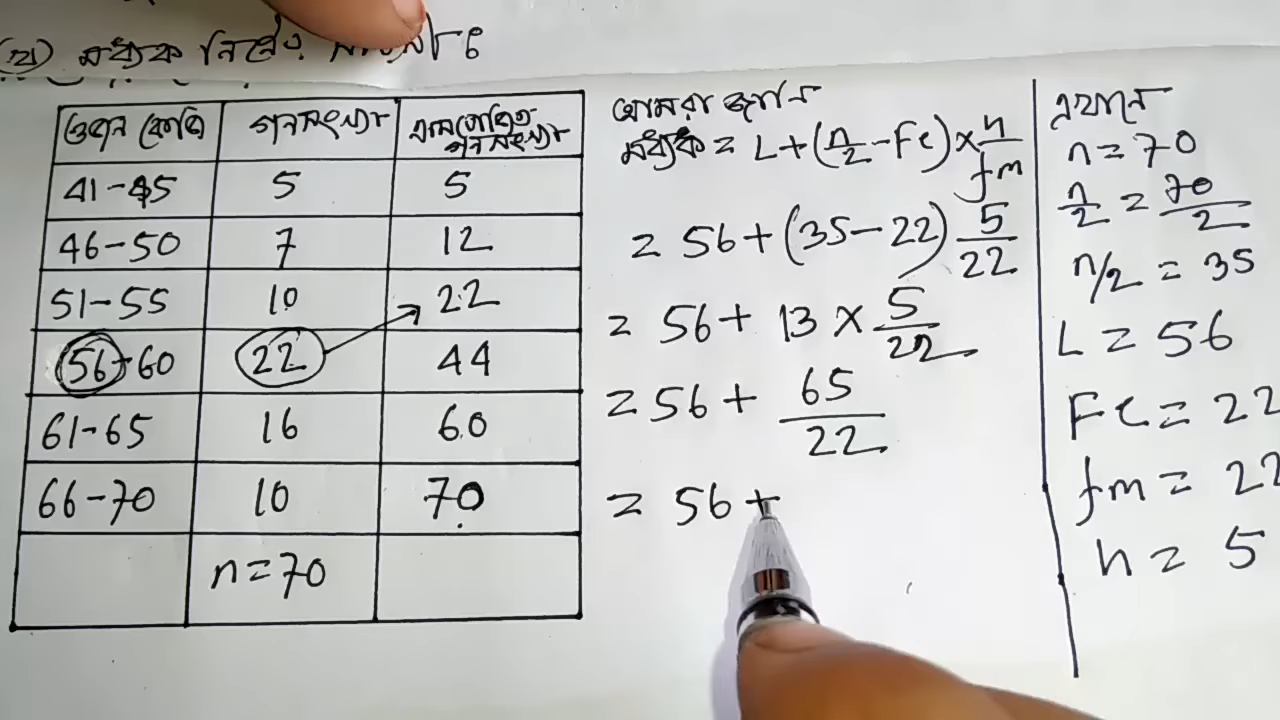 (খ) মধ্যক নির্ণয়
ওজন (কেজি) গনসংখ্যা গনসংখ্যা
41-45 5 5
46-50 7 12
51-55 10 22
56-60 22 44
61-65 16 60
66-70 10 70
n=70
আমরা জানি
মধ্যক = L+(n/2-Fc)×h/fm
= 56+(35-22) 5/22
= 56+ 13 × 5/22
= 56+ 65/22
= 56+
এখানে
n=70
n/2 = 70/2
n/2 = 35
L = 56
Fc = 22
fm = 22
h = 5